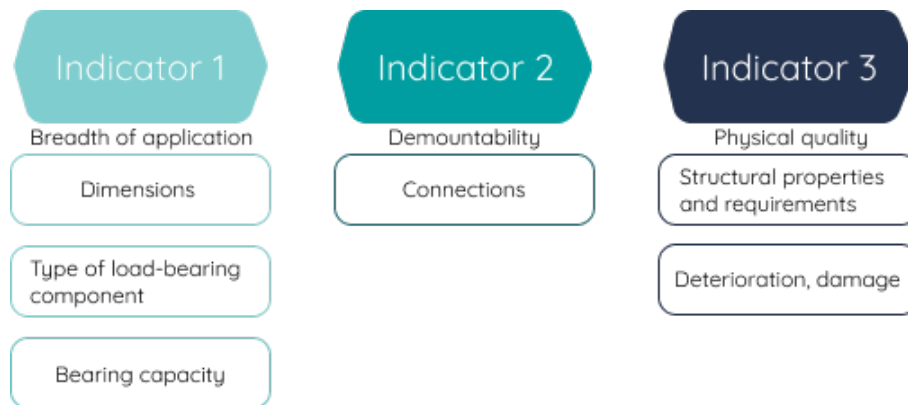 Indicator 1
Indicator 2
Indicator 3
Breadth of application
Demountability
Physical quality
Dimensions
Connections
Structural properties
and requirements
Type of load-bearing
component
Deterioration, damage
Bearing capacity